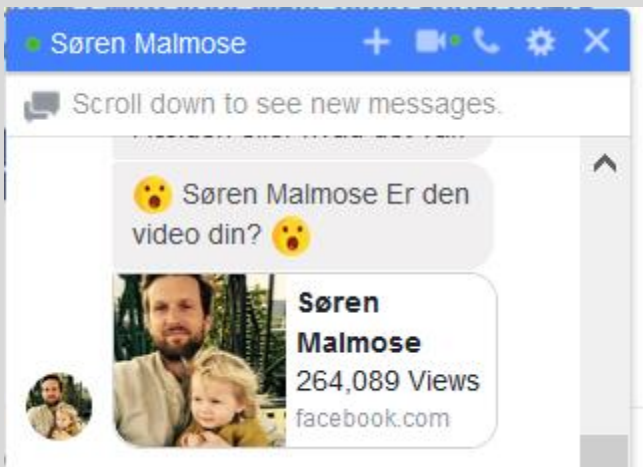 Søren Malmose
Scroll down to see new messages.
Søren Malmose Er den
video din?
Søren
Malmose
264,089 Views
facebook.com